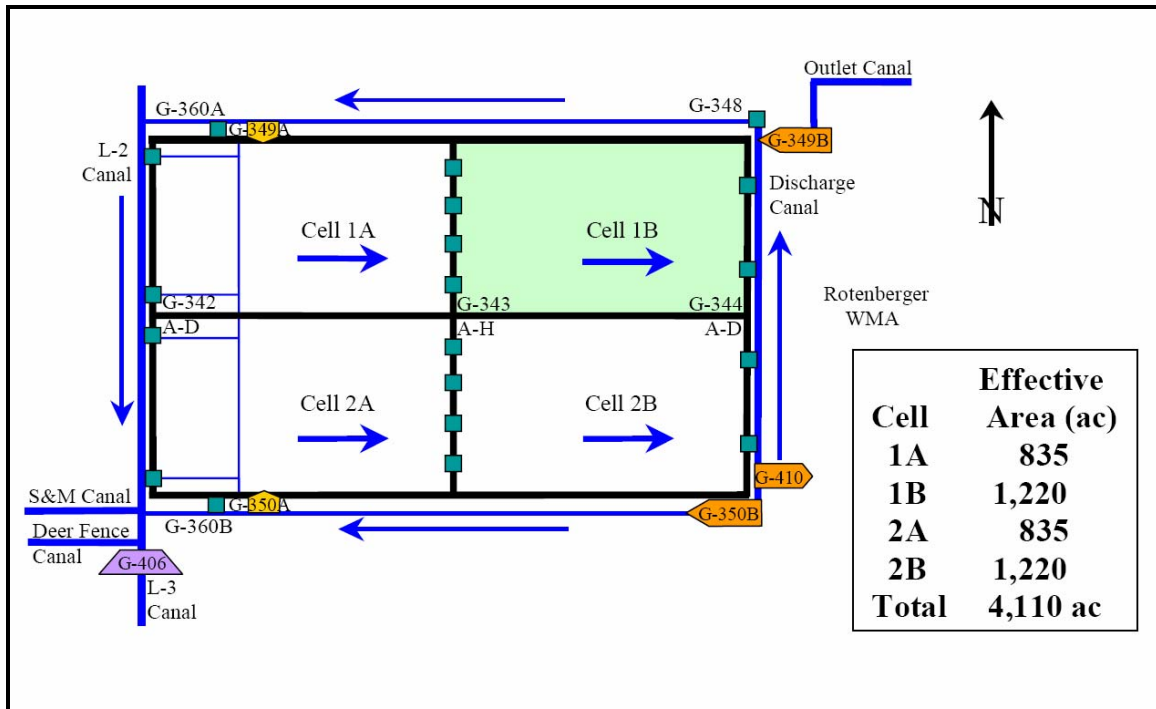 Outlet Canal
G-360A
G-348
G-349A
G-349B
L-2
Canal
Discharge
Canal
N
Cell 1A
Cell 1B
G-342
A-D
G-343
A-H
G-344
A-D
Rotenberger
WMA
Cell 2A
Cell 2B
G-410
S&M Canal
G-350A
G-350B
G-360B
Deer Fence
Canal
G-406
L-3
Canal
Effective
Cell Area (ac)
1A 835
1B 1,220
2A 835
2B 1,220
Total 4,110 ac